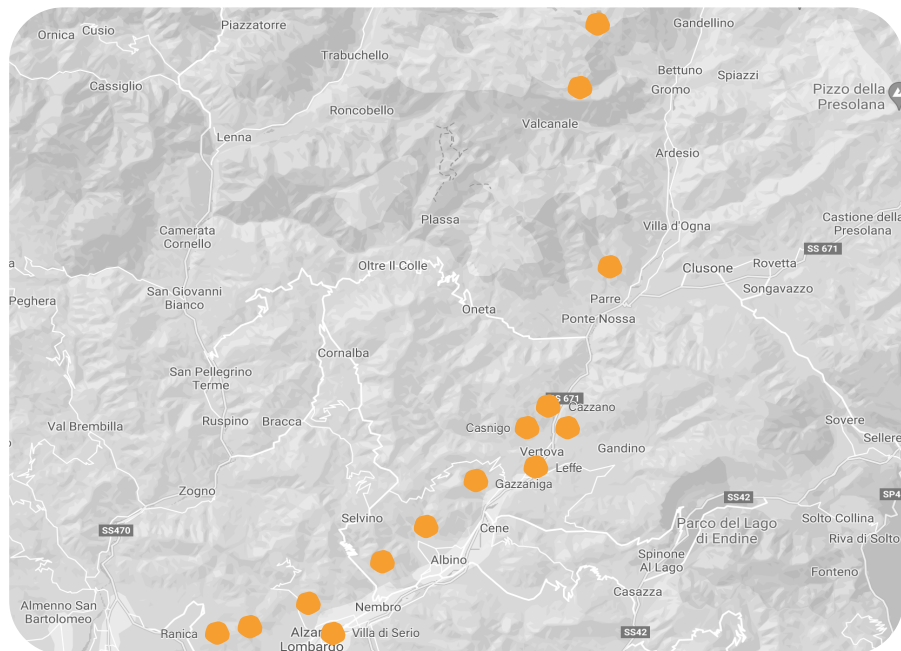 Ornica
Cusio
Piazzatorre
Gandellino
Trabuchello
Bettuno
Spiazzi
Cassiglio
Gromo
Pizzo della
Presolana
Roncobello
Valcanale
Lenna
Ardesio
Plassa
Villa d'Ogna
Castione della
Presolana
Camerata
Cornello
SS 671
a
Oltre Il Colle
Clusone
Rovetta
Peghera
San Giovanni
Bianco
Songavazzo
Parre
Oneta
Ponte Nossa
Cornalba
San Pellegrino
Terme
S 671
Cazzano
Val Brembilla
Ruspino
Bracca
Casnigo
Sovere
Sellere
Vertova
Gandino
Leffe
Gazzaniga
Zogno
SS42
SP4
Selvino
Cene
SS470
Parco del Lago
di Endine
Solto Collina
Riva di Solto
Albino
Spinone
Al Lago
Fonteno
Casazza
Almenno San
Bartolomeo
Nembro
Ranica
Alzan
Lombardo
Villa di Serio
SS42